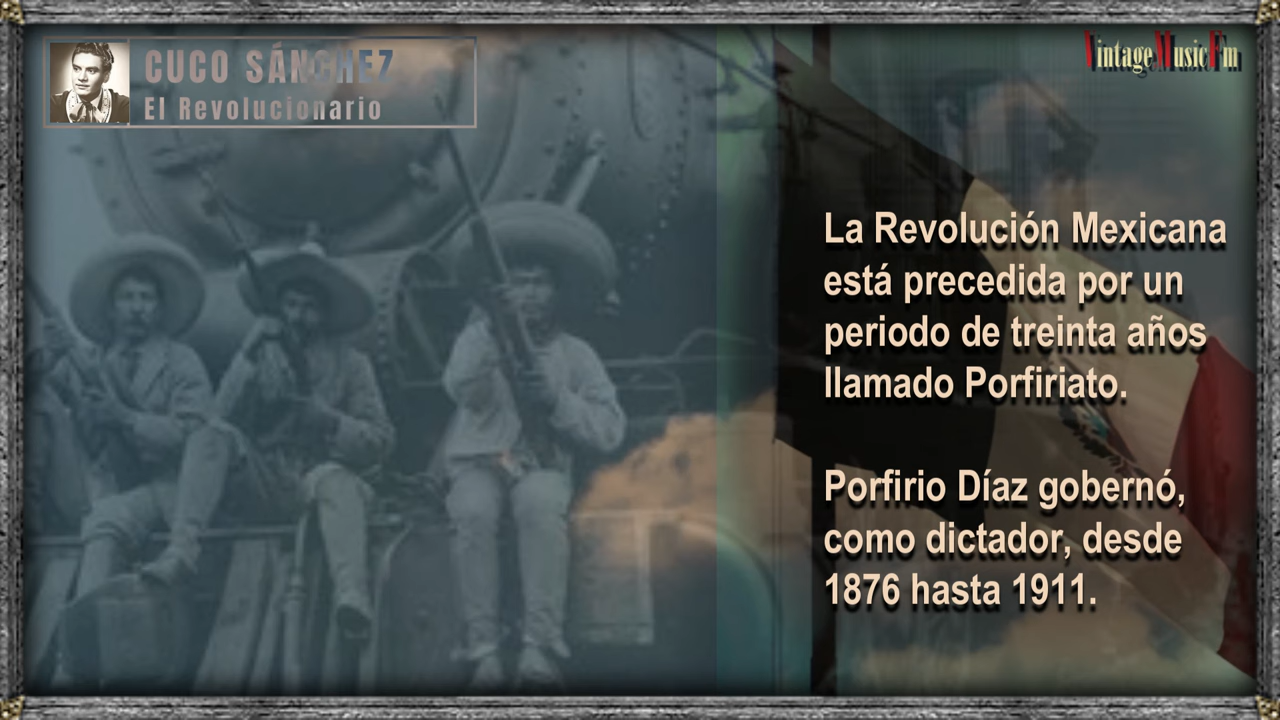 CUCO SÁNCHEZ
El Revolucionario
VintageMusicFm
La Revolución Mexicana
está precedida por un
periodo de treinta años
llamado Porfiriato.
Porfirio Díaz gobernó,
como dictador, desde
1876 hasta 1911.